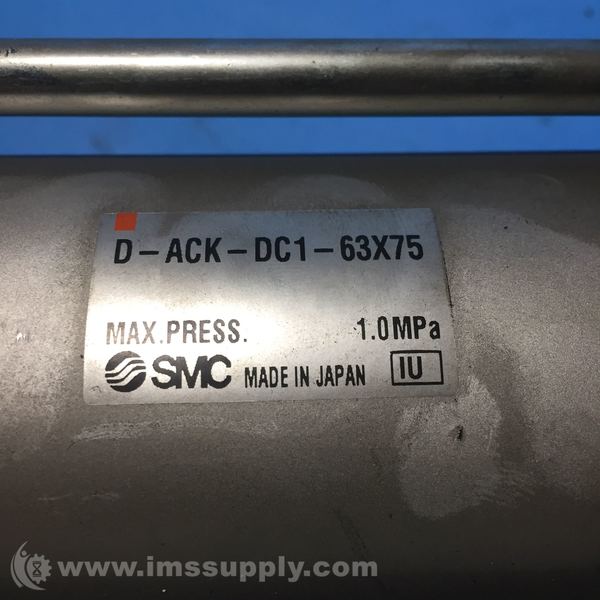 D-ACK-DC1-63X75
MAX.PRESS. 1.0MPa
SMC MADE IN JAPAN IU
www.imssupply.com